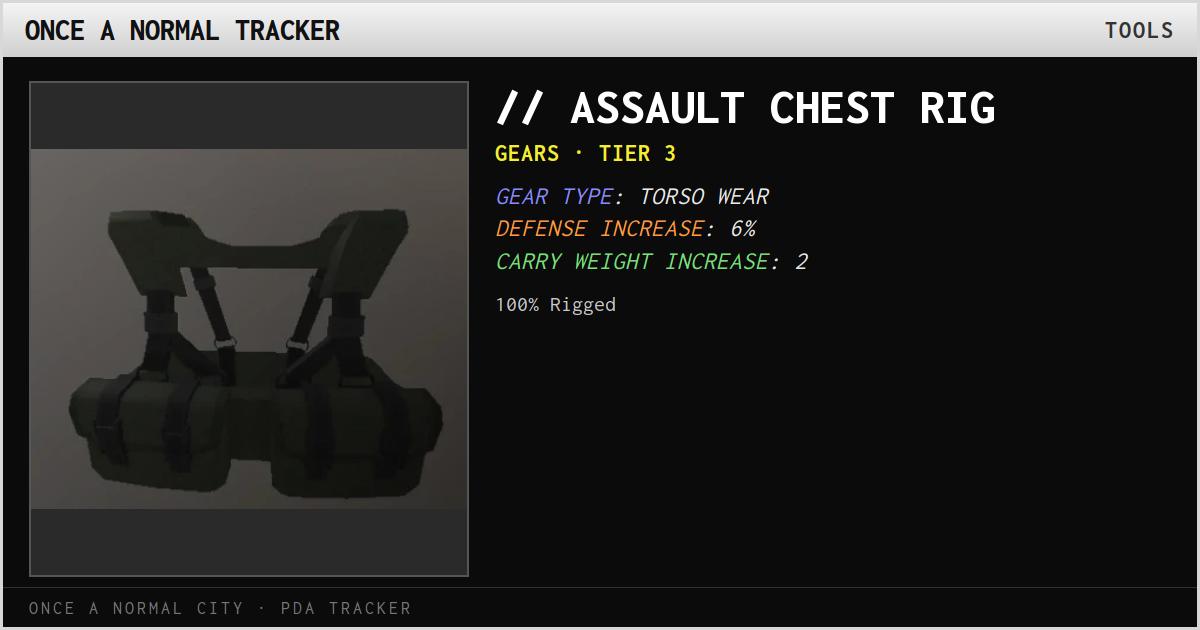 ONCE A NORMAL TRACKER
TOOLS
// ASSAULT CHEST RIG
GEARS · TIER 3
GEAR TYPE: TORSO WEAR
DEFENSE INCREASE: 6%
CARRY WEIGHT INCREASE: 2
100% Rigged
ONCE A NORMAL CITY · PDA TRACKER